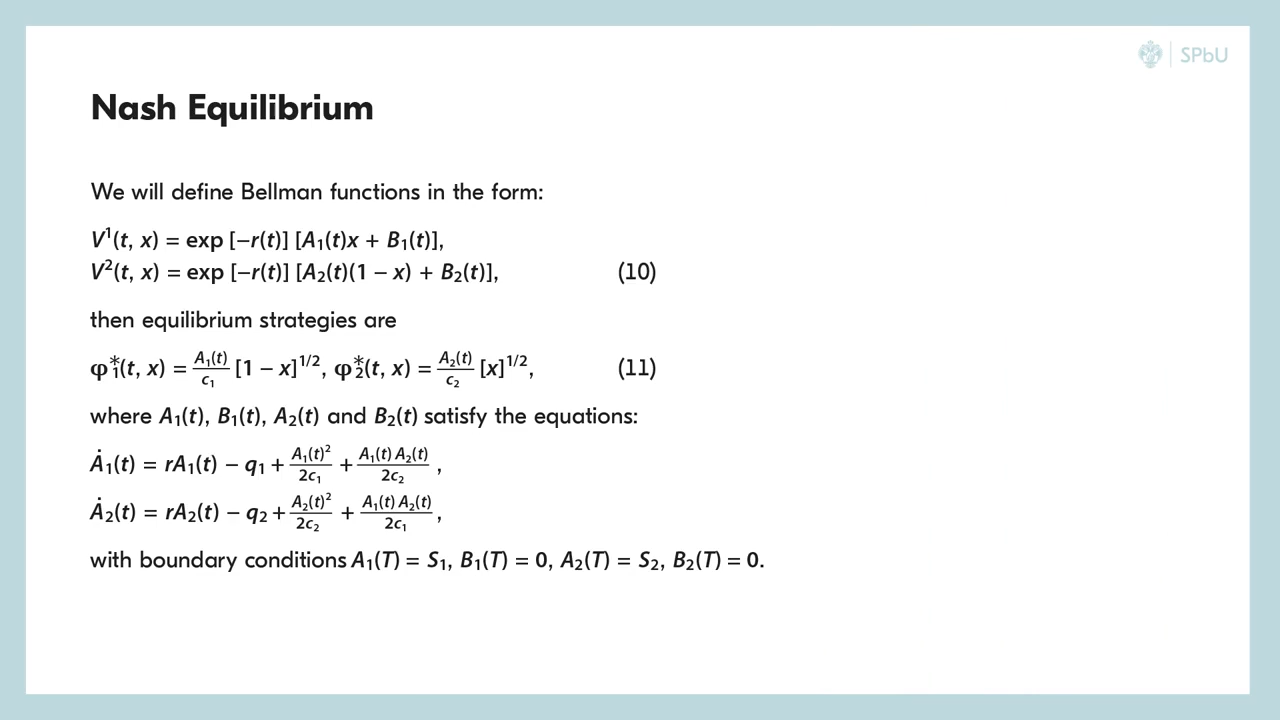 SPbU
Nash Equilibrium
We will define Bellman functions in the form:
V¹(t, x) = exp [−r(t)] [A₁(t)x + B₁(t)],
V²(t, x) = exp [−r(t)] [A₂(t)(1 − x) + B₂(t)], (10)
then equilibrium strategies are
φ*₁(t, x) = A₁(t)/c₁ [1 − x]^1/2, φ*₂(t, x) = A₂(t)/c₂ [x]^1/2, (11)
where A₁(t), B₁(t), A₂(t) and B₂(t) satisfy the equations:
Ȧ₁(t) = rA₁(t) − q₁ + A₁(t)²/2c₁ + A₁(t) A₂(t)/2c₂ ,
Ȧ₂(t) = rA₂(t) − q₂ + A₂(t)²/2c₂ + A₁(t) A₂(t)/2c₁ ,
with boundary conditions A₁(T) = S₁, B₁(T) = 0, A₂(T) = S₂, B₂(T) = 0.